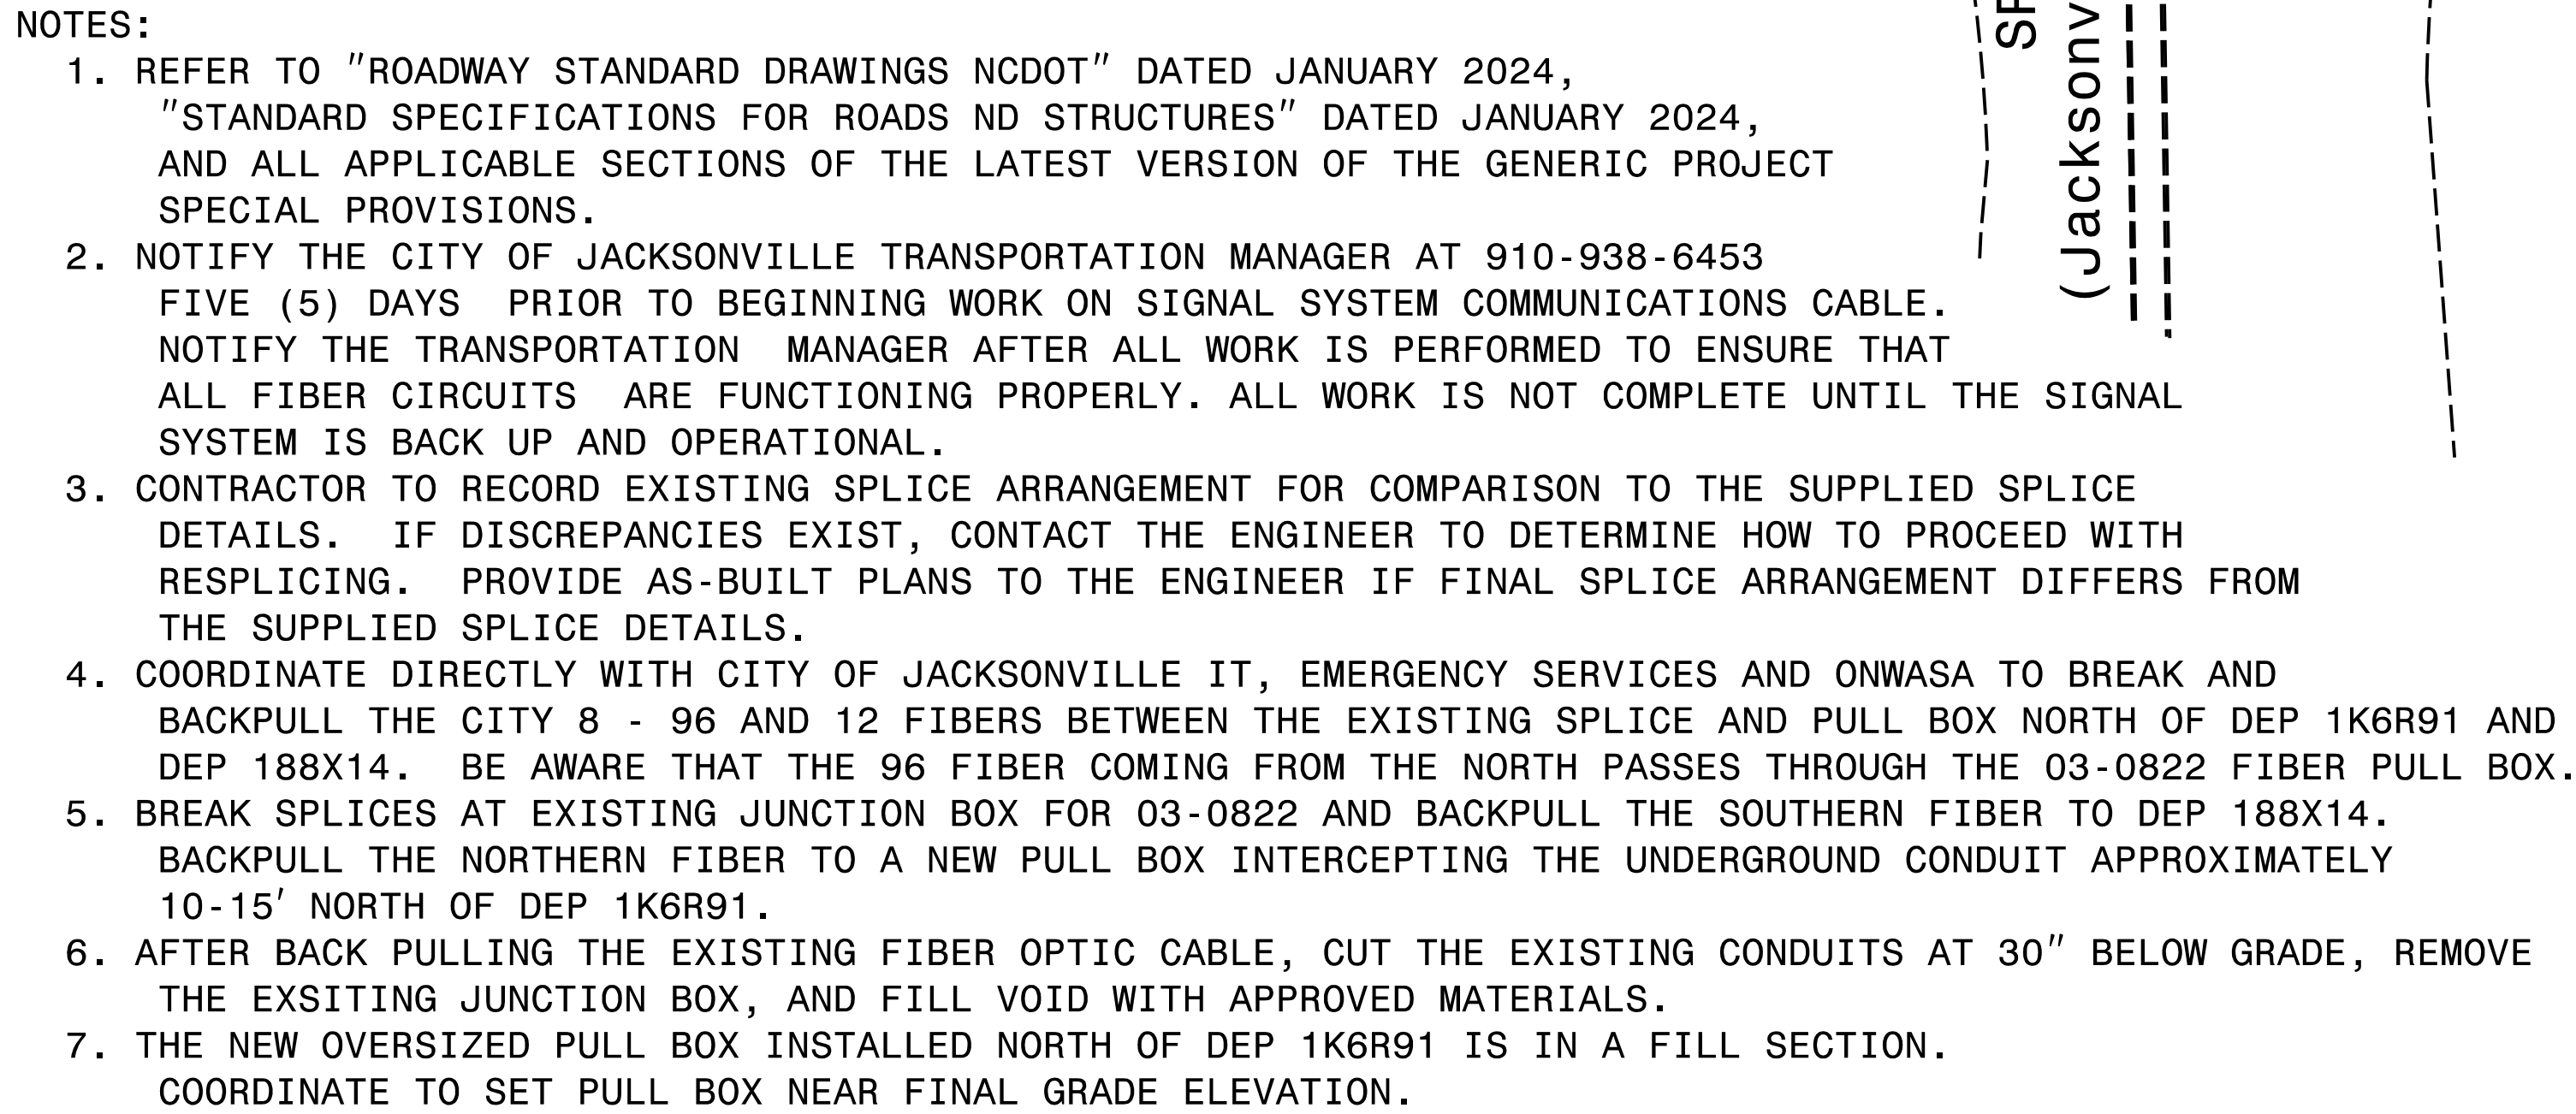 NOTES:
1. REFER TO "ROADWAY STANDARD DRAWINGS NCDOT" DATED JANUARY 2024,
"STANDARD SPECIFICATIONS FOR ROADS ND STRUCTURES" DATED JANUARY 2024,
AND ALL APPLICABLE SECTIONS OF THE LATEST VERSION OF THE GENERIC PROJECT
SPECIAL PROVISIONS.
2. NOTIFY THE CITY OF JACKSONVILLE TRANSPORTATION MANAGER AT 910-938-6453
FIVE (5) DAYS  PRIOR TO BEGINNING WORK ON SIGNAL SYSTEM COMMUNICATIONS CABLE.
NOTIFY THE TRANSPORTATION  MANAGER AFTER ALL WORK IS PERFORMED TO ENSURE THAT
ALL FIBER CIRCUITS  ARE FUNCTIONING PROPERLY. ALL WORK IS NOT COMPLETE UNTIL THE SIGNAL
SYSTEM IS BACK UP AND OPERATIONAL.
3. CONTRACTOR TO RECORD EXISTING SPLICE ARRANGEMENT FOR COMPARISON TO THE SUPPLIED SPLICE
DETAILS.  IF DISCREPANCIES EXIST, CONTACT THE ENGINEER TO DETERMINE HOW TO PROCEED WITH
RESPLICING.  PROVIDE AS-BUILT PLANS TO THE ENGINEER IF FINAL SPLICE ARRANGEMENT DIFFERS FROM
THE SUPPLIED SPLICE DETAILS.
4. COORDINATE DIRECTLY WITH CITY OF JACKSONVILLE IT, EMERGENCY SERVICES AND ONWASA TO BREAK AND
BACKPULL THE CITY 8 - 96 AND 12 FIBERS BETWEEN THE EXISTING SPLICE AND PULL BOX NORTH OF DEP 1K6R91 AND
DEP 188X14.  BE AWARE THAT THE 96 FIBER COMING FROM THE NORTH PASSES THROUGH THE 03-0822 FIBER PULL BOX.
5. BREAK SPLICES AT EXISTING JUNCTION BOX FOR 03-0822 AND BACKPULL THE SOUTHERN FIBER TO DEP 188X14.
BACKPULL THE NORTHERN FIBER TO A NEW PULL BOX INTERCEPTING THE UNDERGROUND CONDUIT APPROXIMATELY
10-15' NORTH OF DEP 1K6R91.
6. AFTER BACK PULLING THE EXISTING FIBER OPTIC CABLE, CUT THE EXISTING CONDUITS AT 30" BELOW GRADE, REMOVE
THE EXSITING JUNCTION BOX, AND FILL VOID WITH APPROVED MATERIALS.
7. THE NEW OVERSIZED PULL BOX INSTALLED NORTH OF DEP 1K6R91 IS IN A FILL SECTION.
COORDINATE TO SET PULL BOX NEAR FINAL GRADE ELEVATION.
(Jacksonv